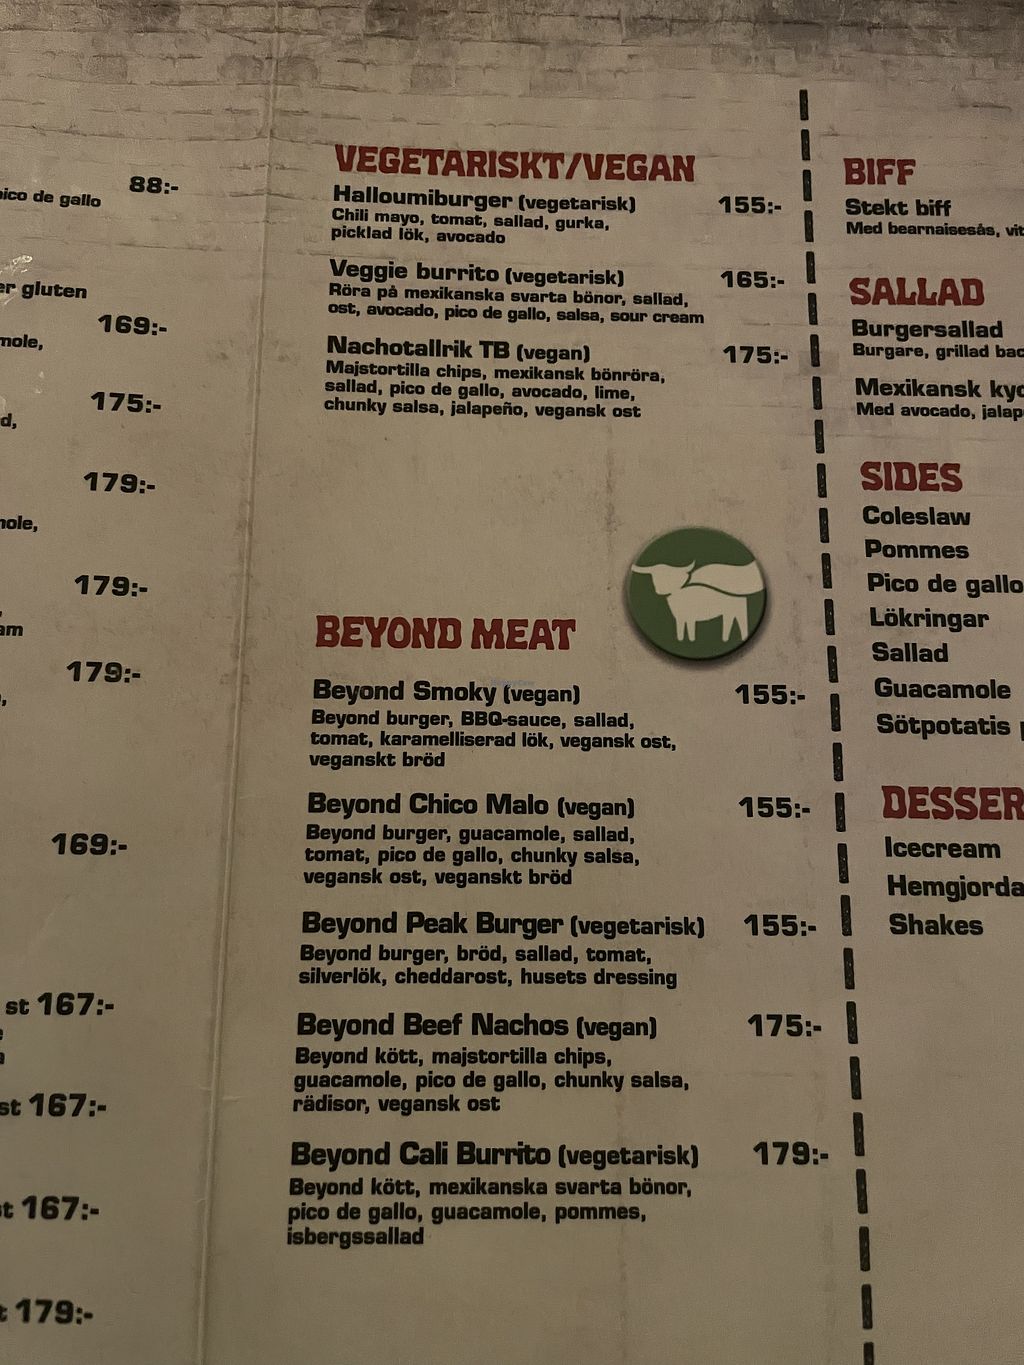 88:-
pico de gallo
er gluten
169:-
mole,
175:-
d,
179:-
nole,
179:-
am
179:-
169:-
st 167:-
st 167:-
st 167:-
t 179:-
VEGETARISKT/VEGAN
Halloumiburger (vegetarisk) 155:-
Chili mayo, tomat, sallad, gurka,
picklad lök, avocado
Veggie burrito (vegetarisk) 165:-
Röra på mexikanska svarta bönor, sallad,
ost, avocado, pico de gallo, salsa, sour cream
Nachotallrik TB (vegan) 175:-
Majstortilla chips, mexikansk bönröra,
sallad, pico de gallo, avocado, lime,
chunky salsa, jalapeño, vegansk ost
BEYOND MEAT
Beyond Smoky (vegan) 155:-
Beyond burger, BBQ-sauce, sallad,
tomat, karamelliserad lök, vegansk ost,
veganskt bröd
Beyond Chico Malo (vegan) 155:-
Beyond burger, guacamole, sallad,
tomat, pico de gallo, chunky salsa,
vegansk ost, veganskt bröd
Beyond Peak Burger (vegetarisk) 155:-
Beyond burger, bröd, sallad, tomat,
silverlök, cheddarost, husets dressing
Beyond Beef Nachos (vegan) 175:-
Beyond kött, majstortilla chips,
guacamole, pico de gallo, chunky salsa,
rädisor, vegansk ost
Beyond Cali Burrito (vegetarisk) 179:-
Beyond kött, mexikanska svarta bönor,
pico de gallo, guacamole, pommes,
isbergssallad
BIFF
Stekt biff
Med bearnaisesås, vit
SALLAD
Burgersallad
Burgare, grillad bac
Mexikansk kyc
Med avocado, jalap
SIDES
Coleslaw
Pommes
Pico de gallo
Lökringar
Sallad
Guacamole
Sötpotatis
DESSER
Icecream
Hemgjorda
Shakes